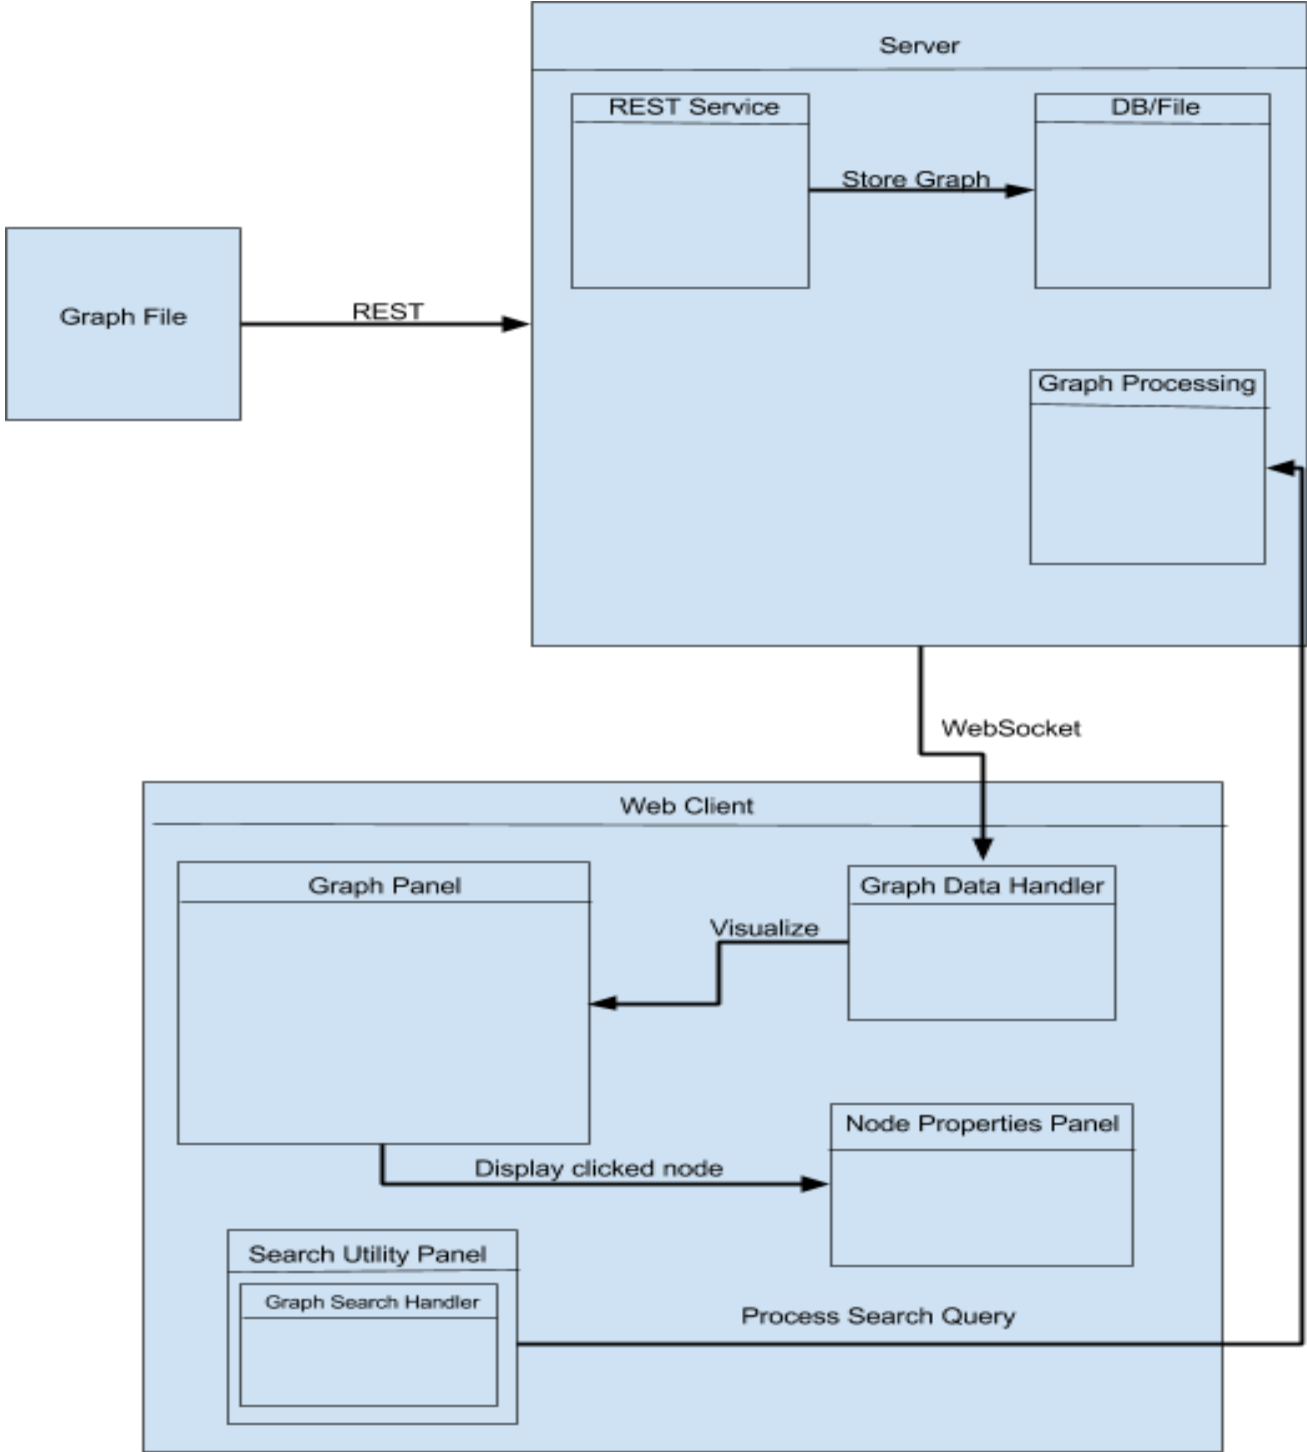 Server
REST Service
DB/File
Store Graph
Graph File
REST
Graph Processing
WebSocket
Web Client
Graph Panel
Graph Data Handler
Visualize
Node Properties Panel
Display clicked node
Search Utility Panel
Graph Search Handler
Process Search Query